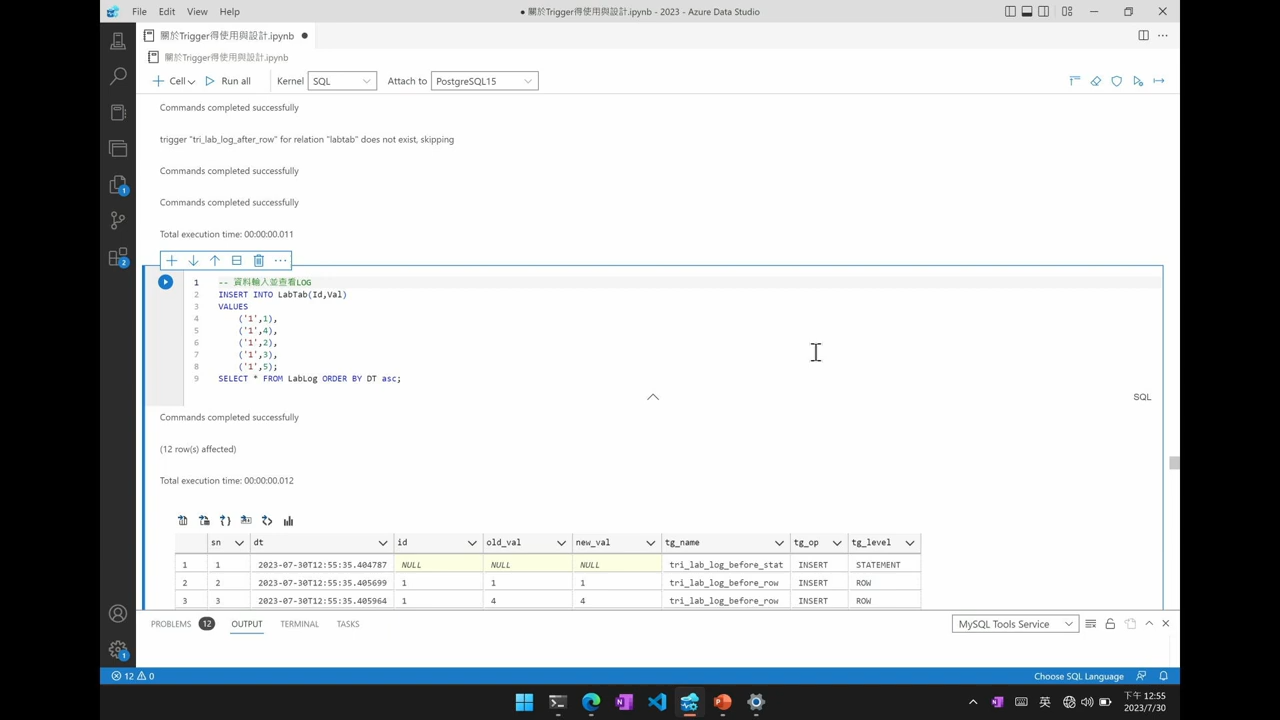 File Edit View Help
● 關於Trigger得使用與設計.ipynb - 2023 - Azure Data Studio
關於Trigger得使用與設計.ipynb ●
關於Trigger得使用與設計.ipynb
Cell Run all Kernel SQL Attach to PostgreSQL15
Commands completed successfully
trigger "tri_lab_log_after_row" for relation "labtab" does not exist, skipping
Commands completed successfully
Commands completed successfully
Total execution time: 00:00:00.011
1 -- 資料輸入並查看LOG
2 INSERT INTO LabTab(Id,Val)
3 VALUES
4 ('1',1),
5 ('1',4),
6 ('1',2),
7 ('1',3),
8 ('1',5);
9 SELECT * FROM LabLog ORDER BY DT asc;
SQL
Commands completed successfully
(12 row(s) affected)
Total execution time: 00:00:00.012
sn dt id old_val new_val tg_name tg_op tg_level
1 1 2023-07-30T12:55:35.404787 NULL NULL NULL tri_lab_log_before_stat INSERT STATEMENT
2 2 2023-07-30T12:55:35.405699 1 1 1 tri_lab_log_before_row INSERT ROW
3 3 2023-07-30T12:55:35.405964 1 4 4 tri_lab_log_before_row INSERT ROW
PROBLEMS 12 OUTPUT TERMINAL TASKS MySQL Tools Service
12 0 Choose SQL Language
英 下午 12:55
2023/7/30
1
2
1